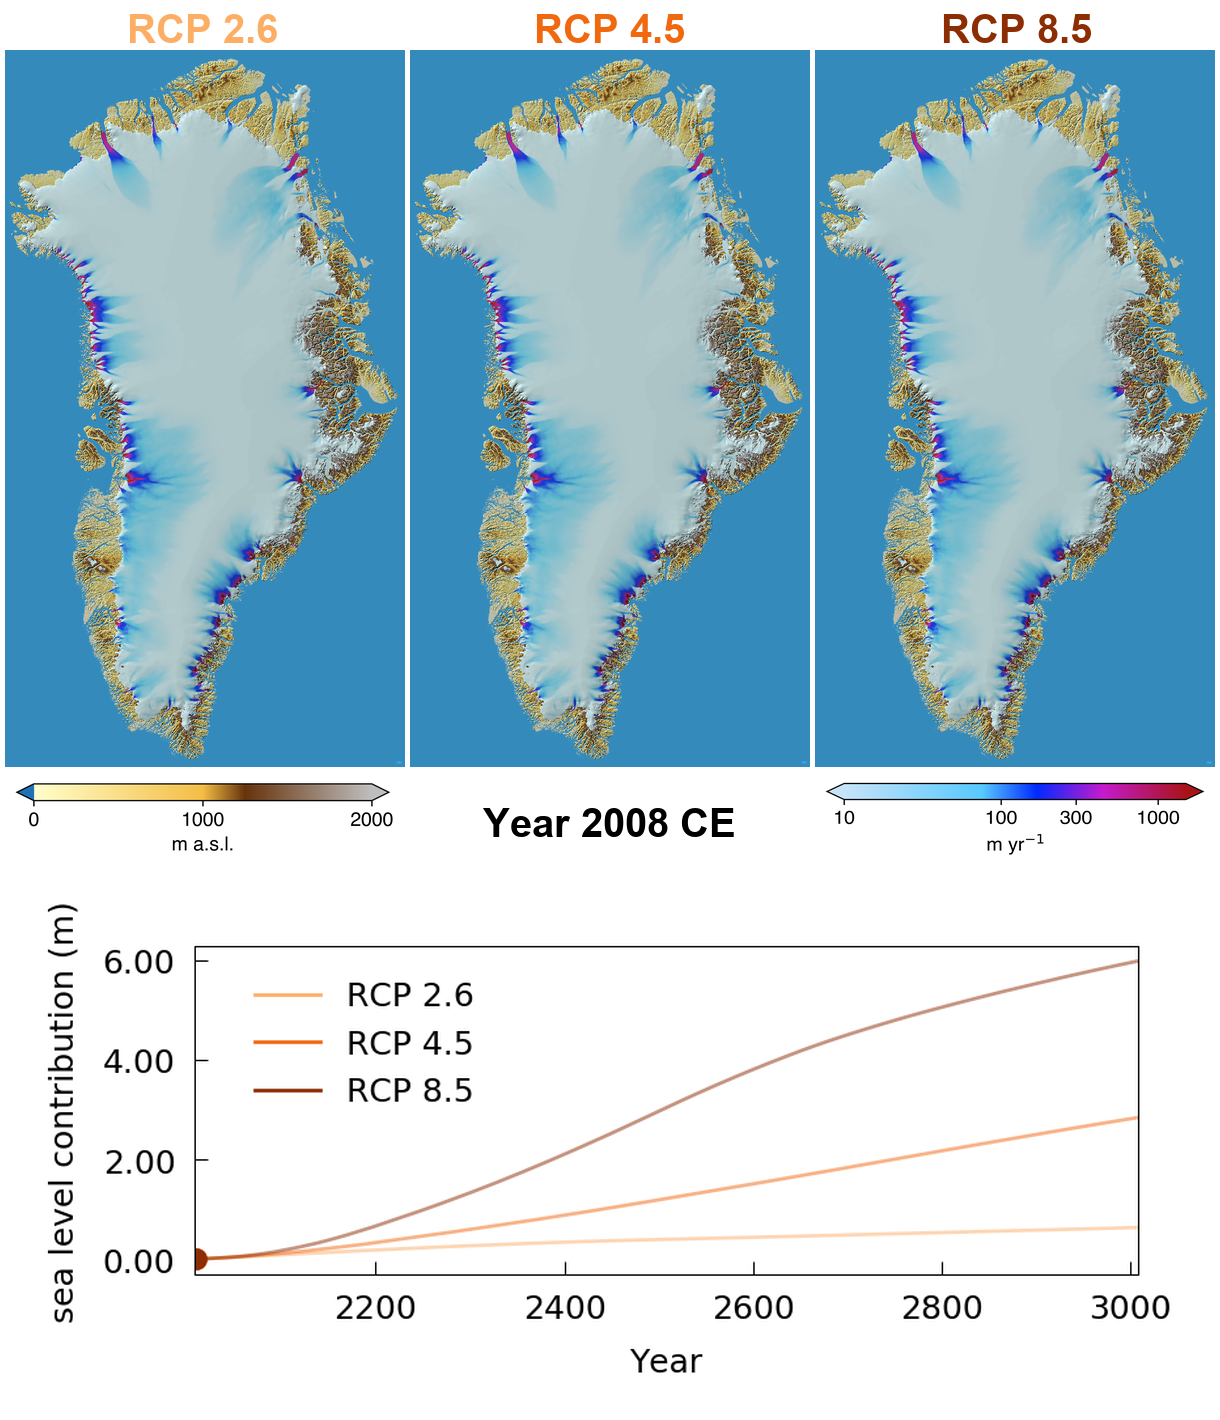 RCP 2.6 RCP 4.5 RCP 8.5
0 1000 2000
m a.s.l.
Year 2008 CE
10 100 300 1000
m yr⁻¹
sea level contribution (m)
6.00
4.00
2.00
0.00
RCP 2.6
RCP 4.5
RCP 8.5
2200 2400 2600 2800 3000
Year